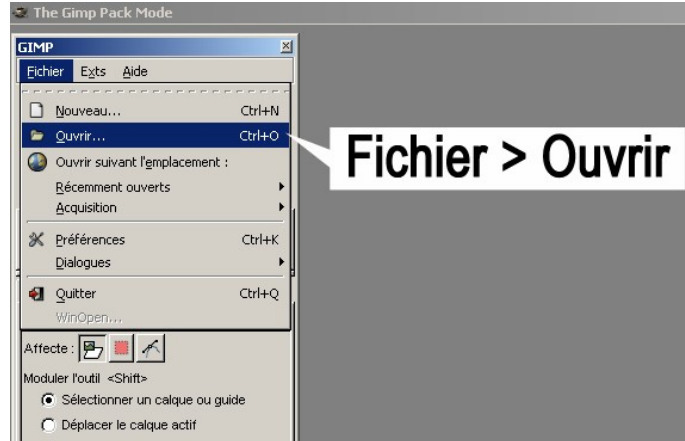 The Gimp Pack Mode
GIMP
Fichier Exts Aide
Nouveau... Ctrl+N
Ouvrir... Ctrl+O
Fichier > Ouvrir
Ouvrir suivant l'emplacement :
Récemment ouverts
Acquisition
Préférences Ctrl+K
Dialogues
Quitter Ctrl+Q
WinOpen...
Affecte :
Moduler l'outil <Shift>
Sélectionner un calque ou guide
Déplacer le calque actif